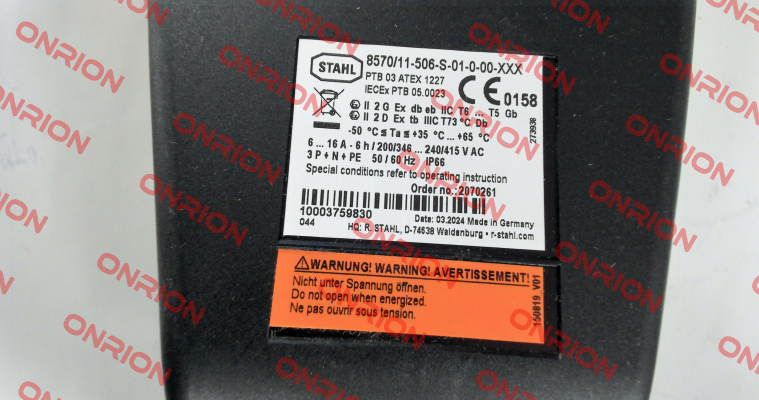 STAHL
8570/11-506-S-01-0-00-XXX
PTB 03 ATEX 1227
IECEx PTB 05.0023
CE 0158
II 2 G Ex db eb IIC T6 ... T5 Gb
II 2 D Ex tb IIIC T73 °C Db
-50 °C ≤ Ta ≤ +35 °C ... +65 °C
6 ... 16 A - 6 h / 200/346 ... 240/415 V AC
3 P + N + PE 50 / 60 Hz IP66
Special conditions refer to operating instruction
Order no.: 2070261
10003759830
Date: 03.2024 Made in Germany
044
HQ: R. STAHL, D-74638 Waldenburg • r-stahl.com
273938
WARNUNG! WARNING! AVERTISSEMENT!
Nicht unter Spannung öffnen.
Do not open when energized.
Ne pas ouvrir sous tension.
150819 V01
ONRION